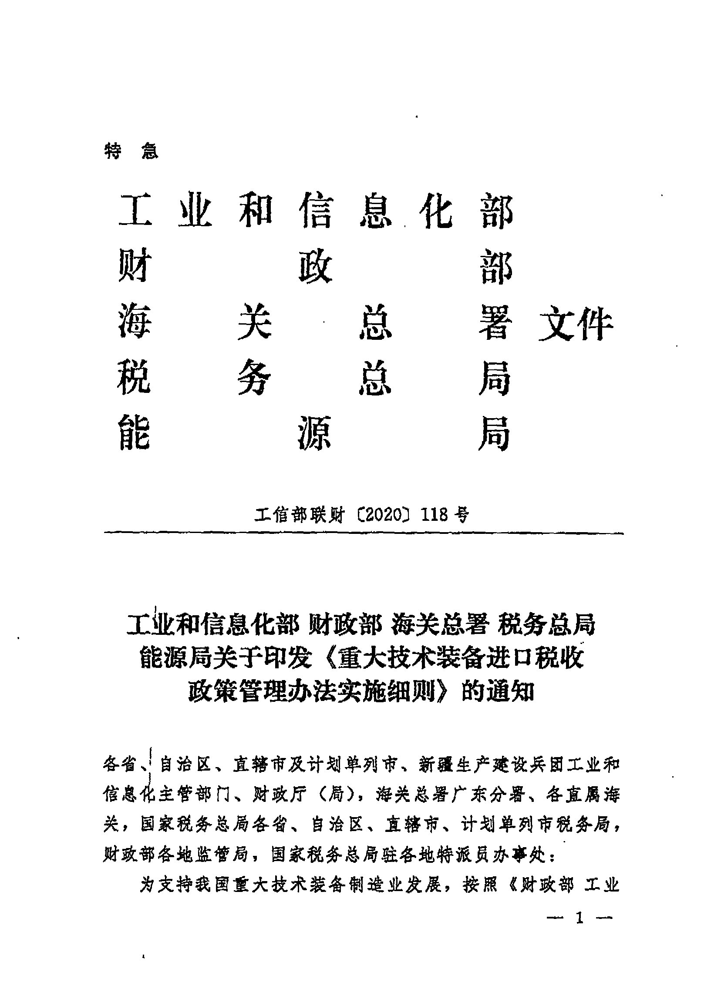 特 急
工业和信息化部
财政部
海关总署 文件
税务总局
能源局
工信部联财〔2020〕118 号
工业和信息化部 财政部 海关总署 税务总局
能源局关于印发《重大技术装备进口税收
政策管理办法实施细则》的通知
各省、自治区、直辖市及计划单列市、新疆生产建设兵团工业和
信息化主管部门、财政厅（局），海关总署广东分署、各直属海
关，国家税务总局各省、自治区、直辖市、计划单列市税务局，
财政部各地监管局，国家税务总局驻各地特派员办事处：
为支持我国重大技术装备制造业发展，按照《财政部 工业
— 1 —